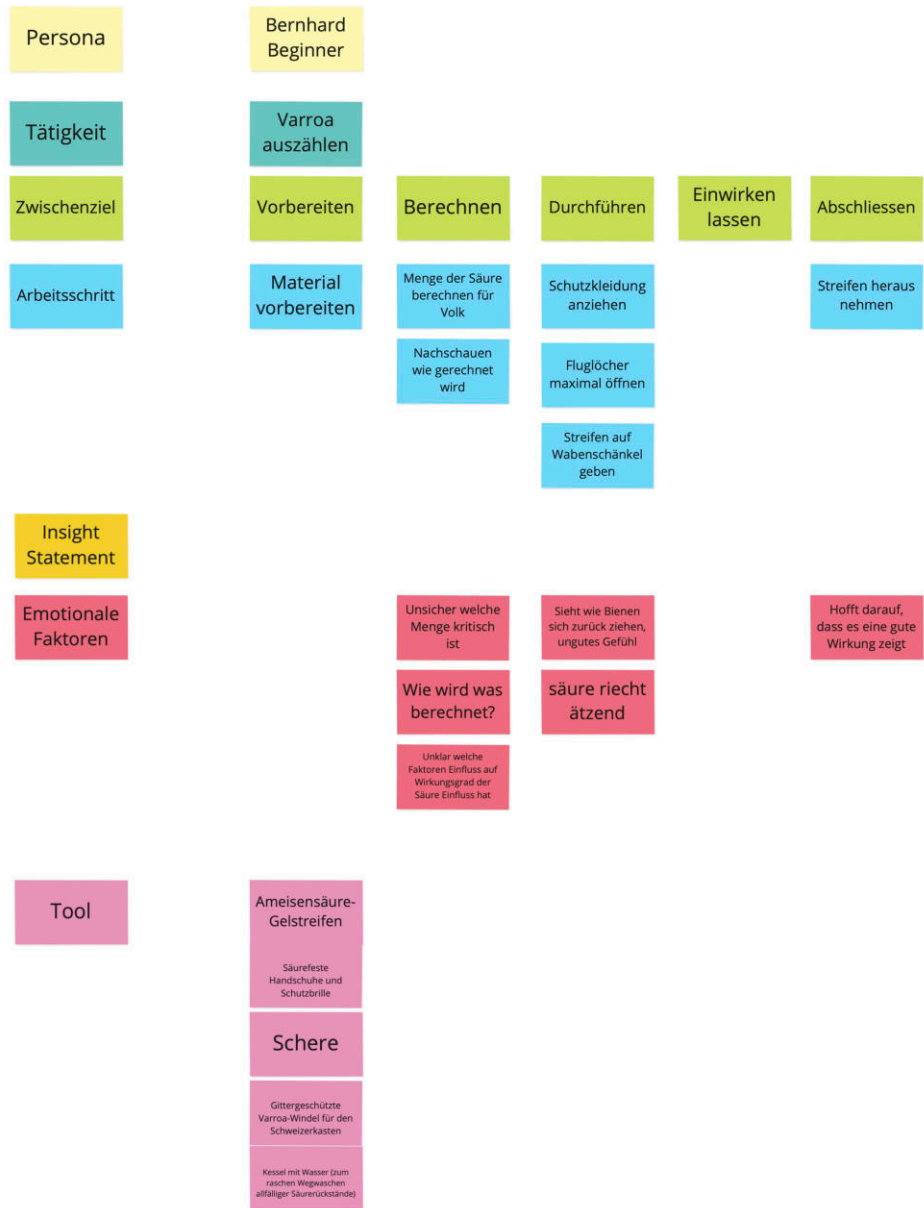 Persona
Bernhard
Beginner
Tätigkeit
Varroa
auszählen
Zwischenziel
Vorbereiten
Berechnen
Durchführen
Einwirken
lassen
Abschliessen
Arbeitsschritt
Material
vorbereiten
Menge der Säure
berechnen für
Volk
Schutzkleidung
anziehen
Streifen heraus
nehmen
Nachschauen
wie gerechnet
wird
Fluglöcher
maximal öffnen
Streifen auf
Wabenschänkel
geben
Insight
Statement
Emotionale
Faktoren
Unsicher welche
Menge kritisch
ist
Sieht wie Bienen
sich zurück ziehen,
ungutes Gefühl
Hofft darauf,
dass es eine gute
Wirkung zeigt
Wie wird was
berechnet?
säure riecht
ätzend
Unklar welche
Faktoren Einfluss auf
Wirkungsgrad der
Säure Einfluss hat
Tool
Ameisensäure-
Gelstreifen
Säurefeste
Handschuhe und
Schutzbrille
Schere
Gittergeschützte
Varroa-Windel für den
Schweizerkasten
Kessel mit Wasser (zum
raschen Wegwaschen
allfälliger Säurerückstände)